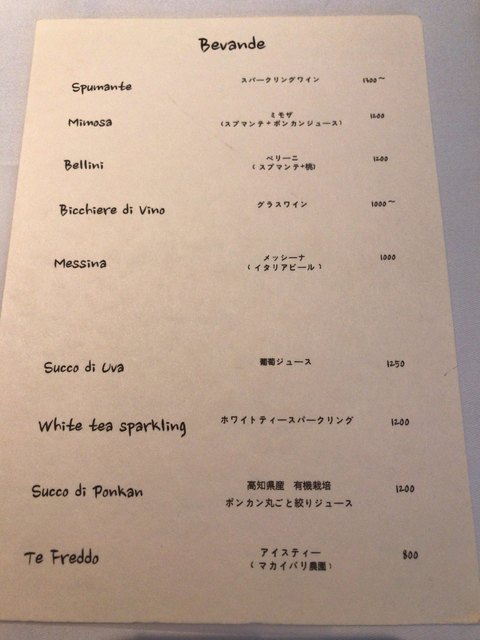 Bevande
Spumante スパークリングワイン 1300～
Mimosa ミモザ 1200
(スプマンテ+ポンカンジュース)
Bellini ベリーニ 1200
(スプマンテ+桃)
Bicchiere di Vino グラスワイン 1000～
Messina メッシーナ 1000
(イタリアビール)
Succo di Uva 葡萄ジュース 1250
White tea sparkling ホワイトティースパークリング 1200
Succo di Ponkan 高知県産 有機栽培 1200
ポンカン丸ごと絞りジュース
Te Freddo アイスティー 800
(マカイバリ農園)